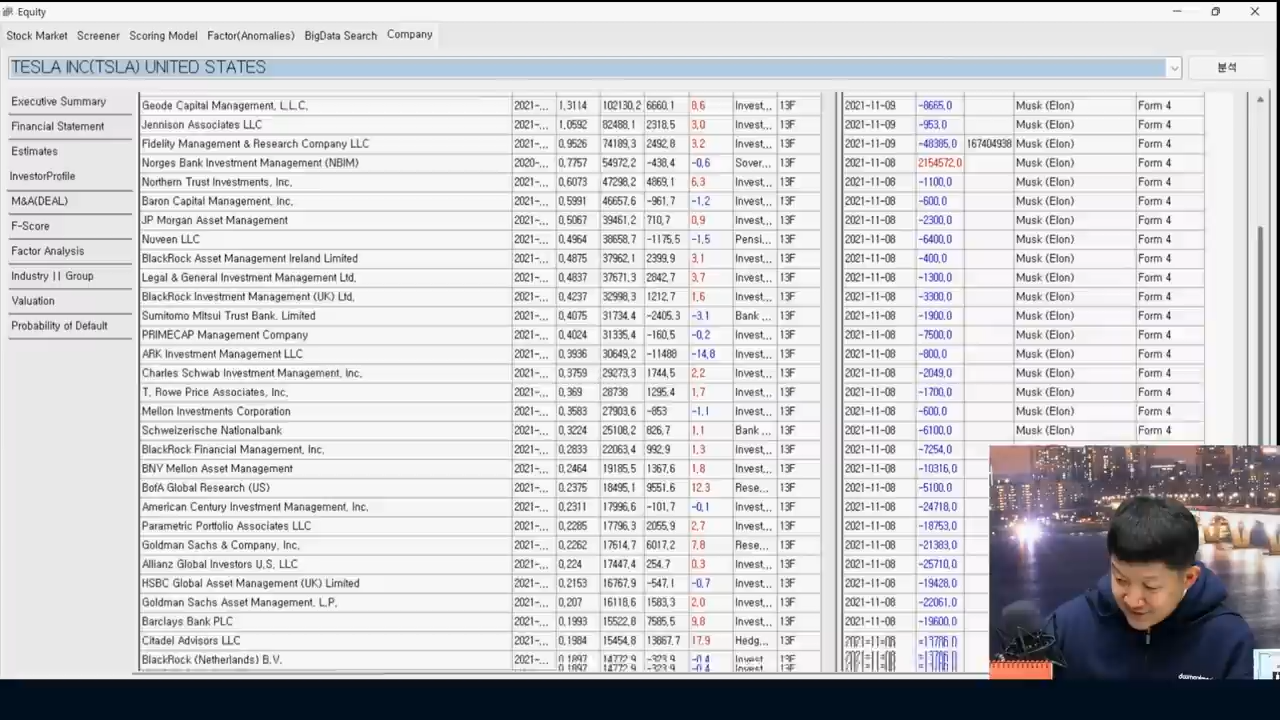 Equity
Stock Market Screener Scoring Model Factor(Anomalies) BigData Search Company
TESLA INC(TSLA) UNITED STATES 분석
Executive Summary
Financial Statement
Estimates
InvestorProfile
M&A(DEAL)
F-Score
Factor Analysis
Industry || Group
Valuation
Probability of Default
Geode Capital Management, L.L.C. 2021-... 1,3114 102130,2 6660,1 8,6 Invest... 13F 2021-11-09 -8665,0 Musk (Elon) Form 4
Jennison Associates LLC 2021-... 1,0592 82488,1 2318,5 3,0 Invest... 13F 2021-11-09 -953,0 Musk (Elon) Form 4
Fidelity Management & Research Company LLC 2021-... 0,9526 74189,3 2492,8 3,2 Invest... 13F 2021-11-09 -48385,0 167404938 Musk (Elon) Form 4
Norges Bank Investment Management (NBIM) 2020-... 0,7757 54972,2 -438,4 -0,6 Sover... 13F 2021-11-08 2154572,0 Musk (Elon) Form 4
Northern Trust Investments, Inc. 2021-... 0,6073 47298,2 4869,1 6,3 Invest... 13F 2021-11-08 -1100,0 Musk (Elon) Form 4
Baron Capital Management, Inc. 2021-... 0,5991 46657,6 -961,7 -1,2 Invest... 13F 2021-11-08 -600,0 Musk (Elon) Form 4
JP Morgan Asset Management 2021-... 0,5067 39461,2 710,7 0,9 Invest... 13F 2021-11-08 -2300,0 Musk (Elon) Form 4
Nuveen LLC 2021-... 0,4964 38658,7 -1175,5 -1,5 Pensi... 13F 2021-11-08 -6400,0 Musk (Elon) Form 4
BlackRock Asset Management Ireland Limited 2021-... 0,4875 37962,1 2399,9 3,1 Invest... 13F 2021-11-08 -400,0 Musk (Elon) Form 4
Legal & General Investment Management Ltd. 2021-... 0,4837 37671,3 2842,7 3,7 Invest... 13F 2021-11-08 -1300,0 Musk (Elon) Form 4
BlackRock Investment Management (UK) Ltd. 2021-... 0,4237 32998,3 1212,7 1,6 Invest... 13F 2021-11-08 -3300,0 Musk (Elon) Form 4
Sumitomo Mitsui Trust Bank, Limited 2021-... 0,4075 31734,4 -2405,3 -3,1 Bank ... 13F 2021-11-08 -1900,0 Musk (Elon) Form 4
PRIMECAP Management Company 2021-... 0,4024 31335,4 -160,5 -0,2 Invest... 13F 2021-11-08 -7500,0 Musk (Elon) Form 4
ARK Investment Management LLC 2021-... 0,3936 30649,2 -11488 -14,8 Invest... 13F 2021-11-08 -800,0 Musk (Elon) Form 4
Charles Schwab Investment Management, Inc. 2021-... 0,3759 29273,3 1744,5 2,2 Invest... 13F 2021-11-08 -2049,0 Musk (Elon) Form 4
T. Rowe Price Associates, Inc. 2021-... 0,369 28738 1295,4 1,7 Invest... 13F 2021-11-08 -1700,0 Musk (Elon) Form 4
Mellon Investments Corporation 2021-... 0,3583 27903,6 -853 -1,1 Invest... 13F 2021-11-08 -600,0 Musk (Elon) Form 4
Schweizerische Nationalbank 2021-... 0,3224 25108,2 826,7 1,1 Bank ... 13F 2021-11-08 -6100,0 Musk (Elon) Form 4
BlackRock Financial Management, Inc. 2021-... 0,2833 22063,4 992,9 1,3 Invest... 13F 2021-11-08 -7254,0
BNY Mellon Asset Management 2021-... 0,2464 19185,5 1367,6 1,8 Invest... 13F 2021-11-08 -10316,0
BofA Global Research (US) 2021-... 0,2375 18495,1 9551,6 12,3 Rese... 13F 2021-11-08 -5100,0
American Century Investment Management, Inc. 2021-... 0,2311 17996,6 -101,7 -0,1 Invest... 13F 2021-11-08 -24718,0
Parametric Portfolio Associates LLC 2021-... 0,2285 17796,3 2055,9 2,7 Invest... 13F 2021-11-08 -18753,0
Goldman Sachs & Company, Inc. 2021-... 0,2262 17614,7 6017,2 7,8 Rese... 13F 2021-11-08 -21383,0
Allianz Global Investors U.S. LLC 2021-... 0,224 17447,4 254,7 0,3 Invest... 13F 2021-11-08 -25710,0
HSBC Global Asset Management (UK) Limited 2021-... 0,2153 16767,9 -547,1 -0,7 Invest... 13F 2021-11-08 -19428,0
Goldman Sachs Asset Management, L.P. 2021-... 0,207 16118,6 1583,3 2,0 Invest... 13F 2021-11-08 -22061,0
Barclays Bank PLC 2021-... 0,1993 15522,8 7585,5 9,8 Invest... 13F 2021-11-08 -19600,0
Citadel Advisors LLC 2021-... 0,1984 15454,8 13867,7 17,9 Hedg... 13F 2021-11-08 -13786,0
BlackRock (Netherlands) B.V. 2021-... 0,1897 14772,9 -323,9 -0,4 Invest... 13F